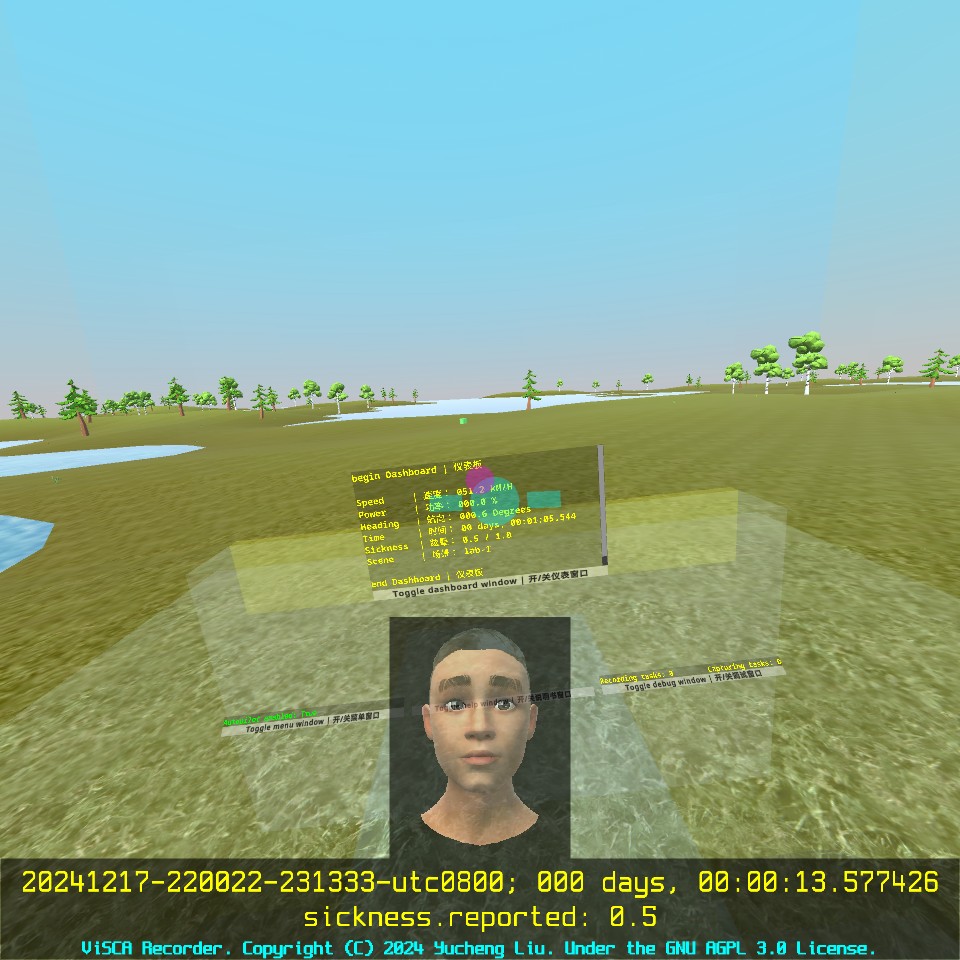 begin Dashboard | 仪表板
Speed | 速度: 051.2 KM/H
Power | 功率: 000.0 %
Heading | 航向: 000.6 Degrees
Time | 时间: 00 days, 00:01:05.544
Sickness | 眩晕: 0.5 / 1.0
Scene | 场景: lab-1
end Dashboard | 仪表板
Toggle dashboard window | 开/关仪表窗口
Recording tasks: 0 Capturing tasks: 0
Toggle debug window | 开/关调试窗口
Toggle help window | 开/关
Toggle menu window | 开/关菜单窗口
20241217-220022-231333-utc0800; 000 days, 00:00:13.577426
sickness.reported: 0.5
ViSCA Recorder. Copyright (C) 2024 Yucheng Liu. Under the GNU AGPL 3.0 License.